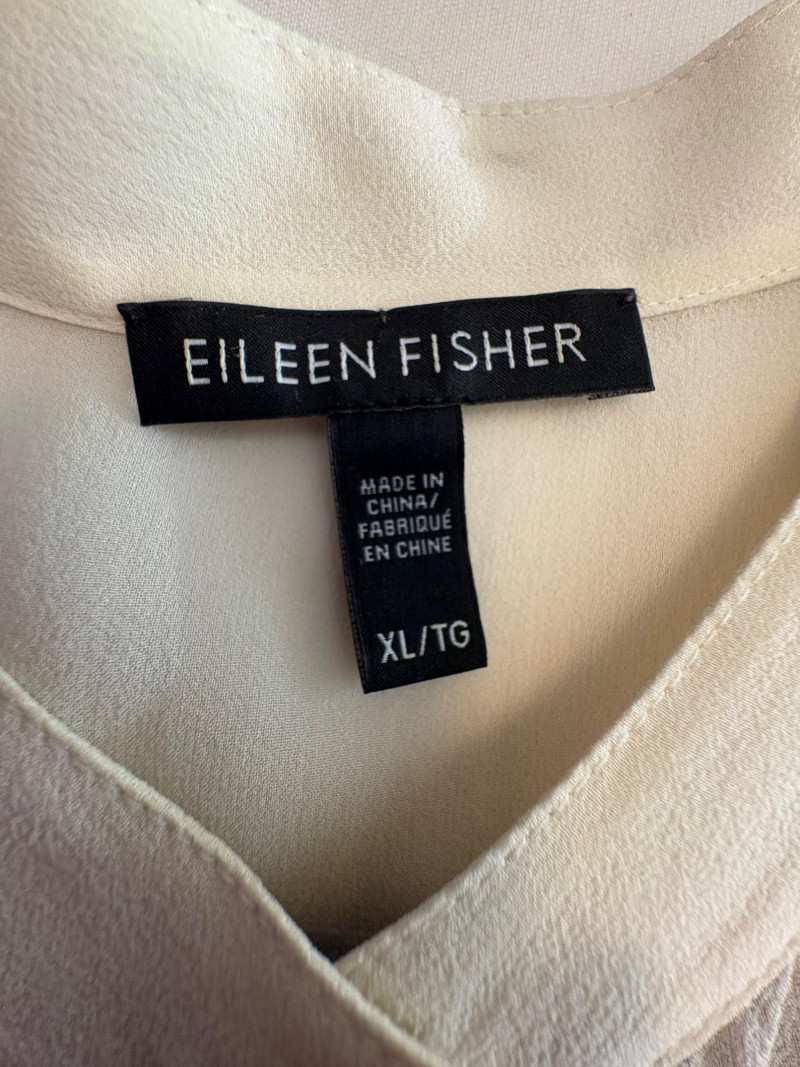 EILEEN FISHER
MADE IN
CHINA/
FABRIQUÉ
EN CHINE
XL/TG